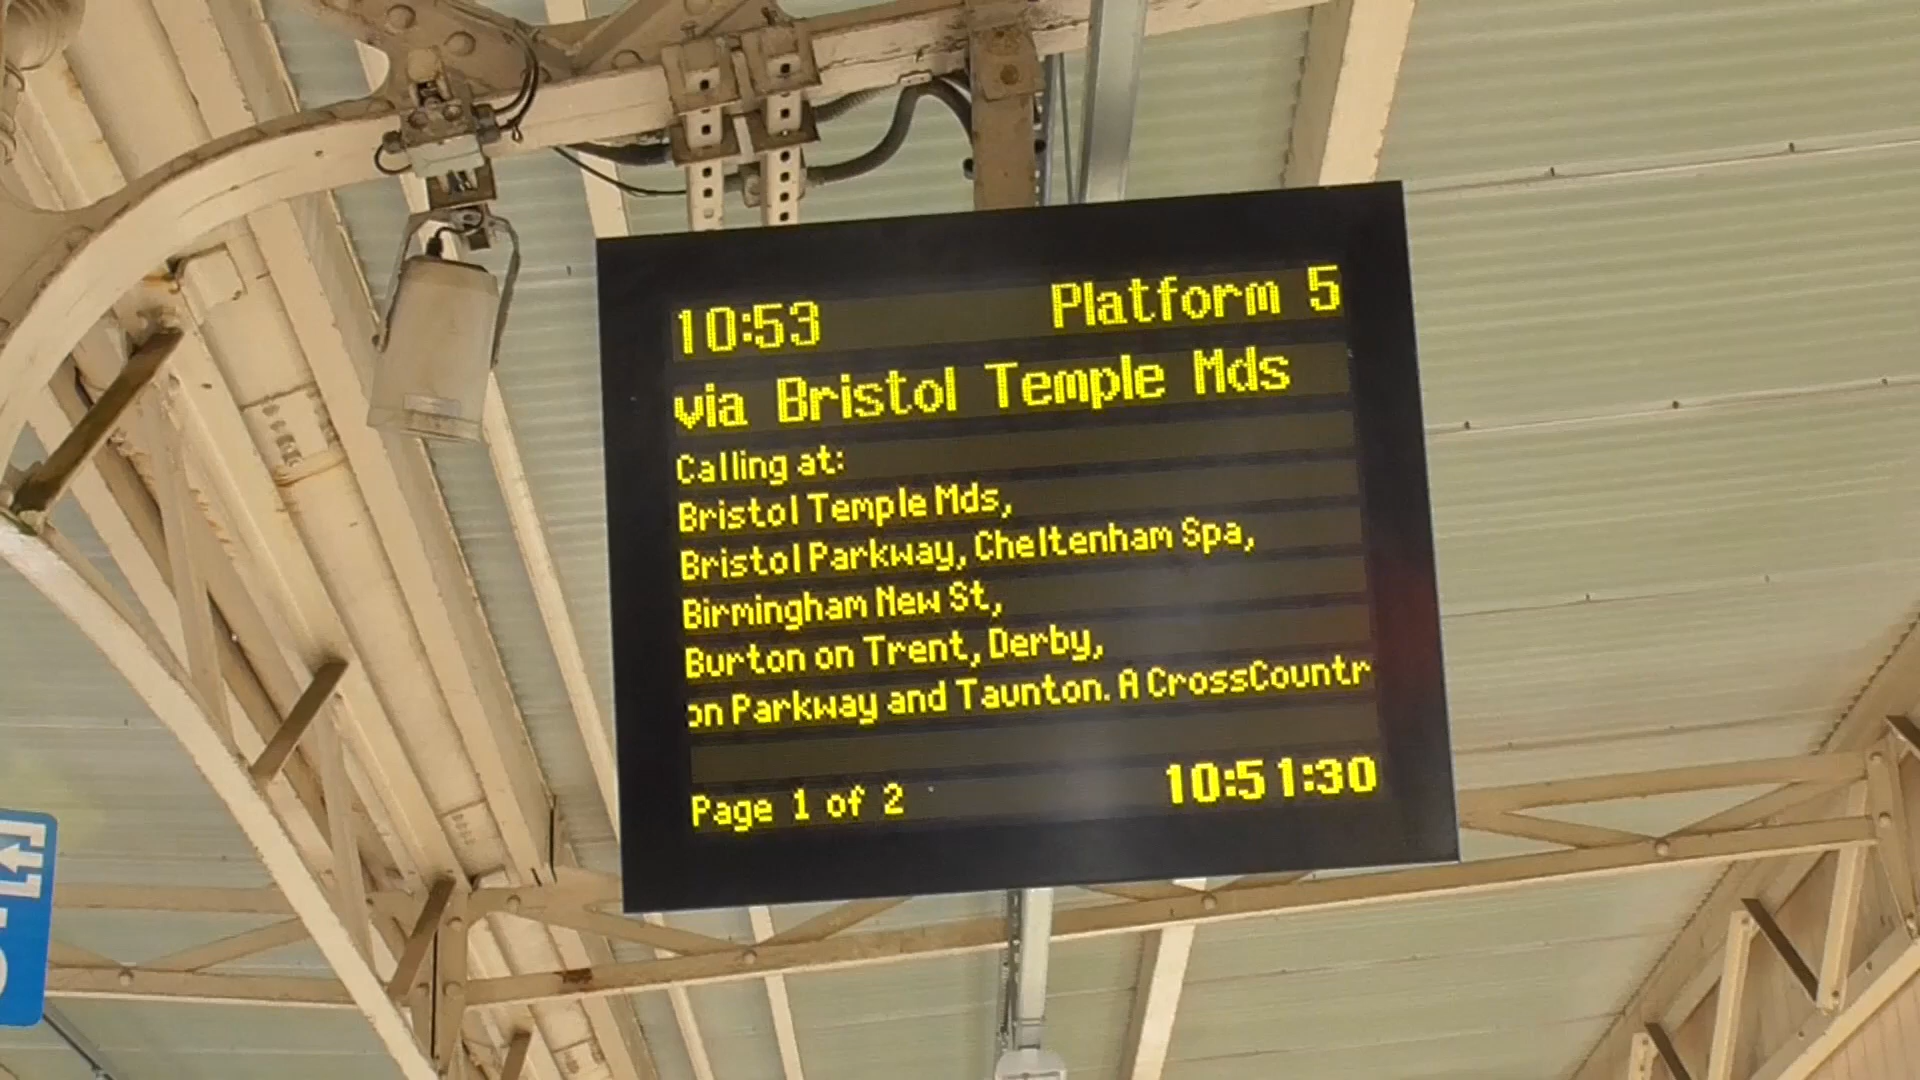 10:53 Platform 5
via Bristol Temple Mds
Calling at:
Bristol Temple Mds,
Bristol Parkway, Cheltenham Spa,
Birmingham New St,
Burton on Trent, Derby,
on Parkway and Taunton. A CrossCountr
Page 1 of 2 10:51:30